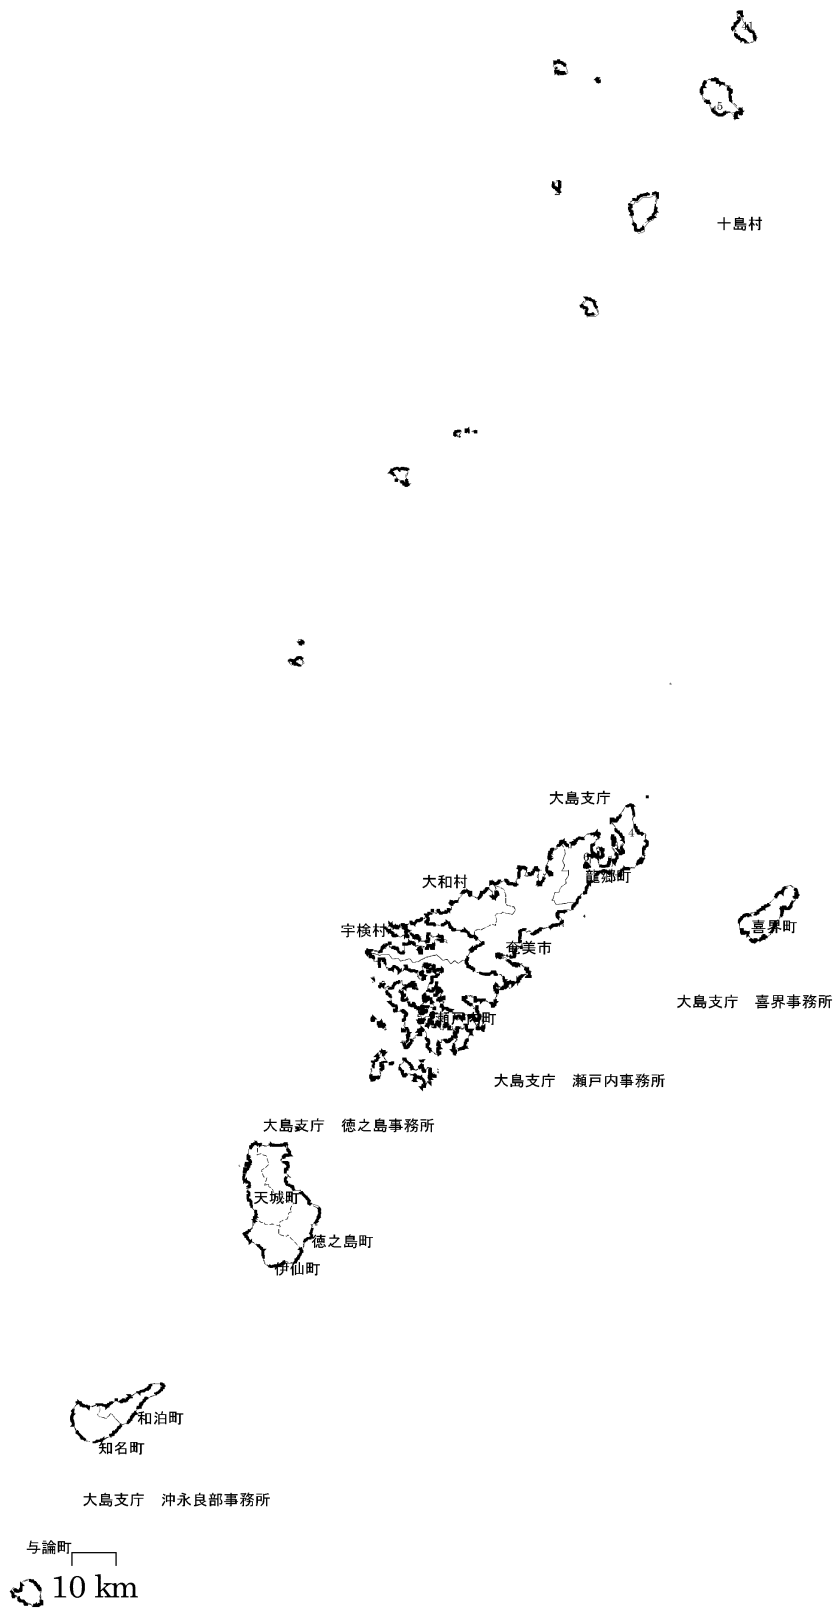 41
5
十島村
大島支庁
4
6
龍郷町
大和村
喜界町
宇検村
奄美市
大島支庁　喜界事務所
瀬戸内町
大島支庁　瀬戸内事務所
大島支庁　徳之島事務所
天城町
徳之島町
伊仙町
和泊町
知名町
大島支庁　沖永良部事務所
与論町
10 km